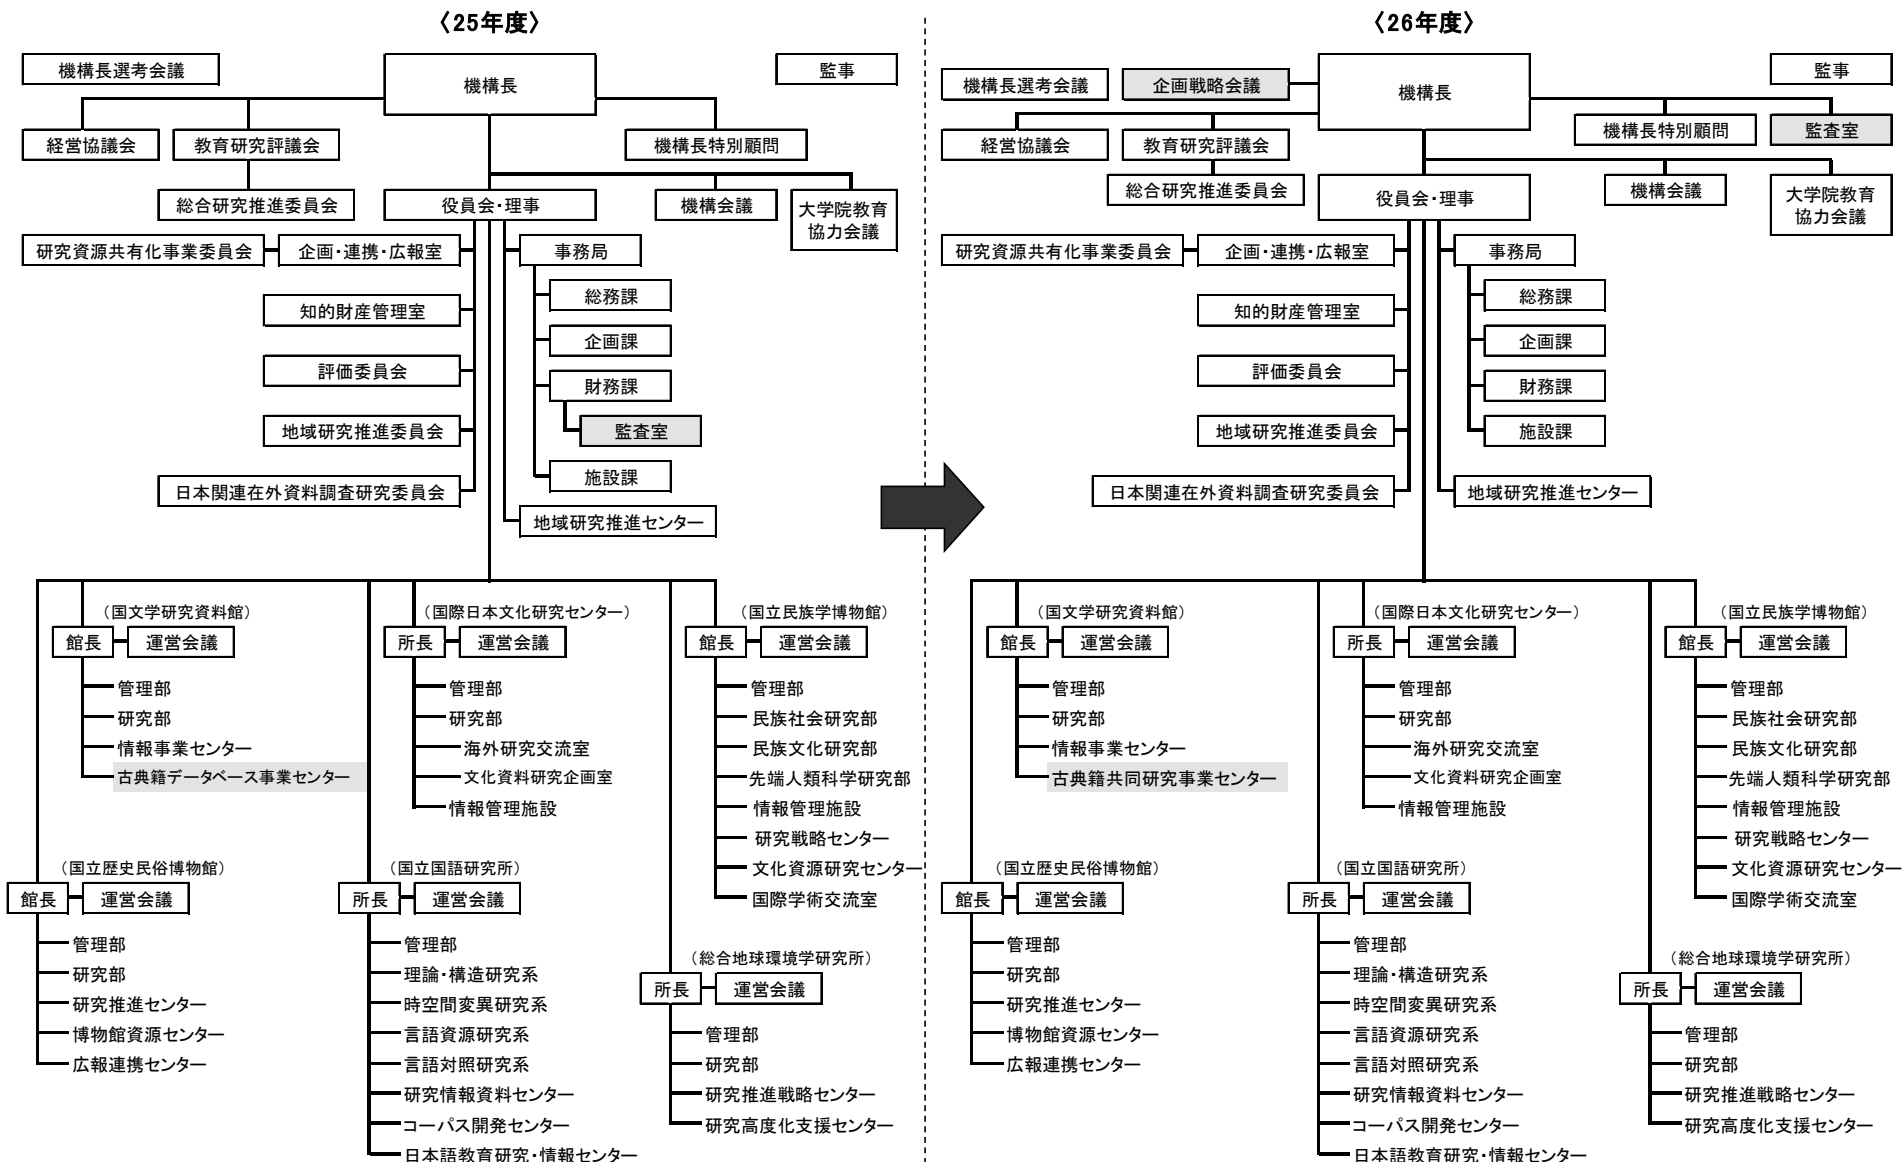 〈25年度〉
機構長選考会議
機構長
監事
経営協議会
教育研究評議会
機構長特別顧問
総合研究推進委員会
役員会・理事
機構会議
大学院教育
協力会議
研究資源共有化事業委員会
企画・連携・広報室
事務局
総務課
知的財産管理室
企画課
評価委員会
財務課
地域研究推進委員会
監査室
施設課
日本関連在外資料調査研究委員会
地域研究推進センター
（国文学研究資料館）
館長
運営会議
管理部
研究部
情報事業センター
古典籍データベース事業センター
（国際日本文化研究センター）
所長
運営会議
管理部
研究部
海外研究交流室
文化資料研究企画室
情報管理施設
（国立民族学博物館）
館長
運営会議
管理部
民族社会研究部
民族文化研究部
先端人類科学研究部
情報管理施設
研究戦略センター
文化資源研究センター
国際学術交流室
（国立歴史民俗博物館）
館長
運営会議
管理部
研究部
研究推進センター
博物館資源センター
広報連携センター
（国立国語研究所）
所長
運営会議
管理部
理論・構造研究系
時空間変異研究系
言語資源研究系
言語対照研究系
研究情報資料センター
コーパス開発センター
日本語教育研究・情報センター
（総合地球環境学研究所）
所長
運営会議
管理部
研究部
研究推進戦略センター
研究高度化支援センター
〈26年度〉
機構長選考会議
企画戦略会議
機構長
監事
経営協議会
教育研究評議会
機構長特別顧問
監査室
総合研究推進委員会
役員会・理事
機構会議
大学院教育
協力会議
研究資源共有化事業委員会
企画・連携・広報室
事務局
総務課
知的財産管理室
企画課
評価委員会
財務課
地域研究推進委員会
施設課
日本関連在外資料調査研究委員会
地域研究推進センター
（国文学研究資料館）
館長
運営会議
管理部
研究部
情報事業センター
古典籍共同研究事業センター
（国際日本文化研究センター）
所長
運営会議
管理部
研究部
海外研究交流室
文化資料研究企画室
情報管理施設
（国立民族学博物館）
館長
運営会議
管理部
民族社会研究部
民族文化研究部
先端人類科学研究部
情報管理施設
研究戦略センター
文化資源研究センター
国際学術交流室
（国立歴史民俗博物館）
館長
運営会議
管理部
研究部
研究推進センター
博物館資源センター
広報連携センター
（国立国語研究所）
所長
運営会議
管理部
理論・構造研究系
時空間変異研究系
言語資源研究系
言語対照研究系
研究情報資料センター
コーパス開発センター
日本語教育研究・情報センター
（総合地球環境学研究所）
所長
運営会議
管理部
研究部
研究推進戦略センター
研究高度化支援センター